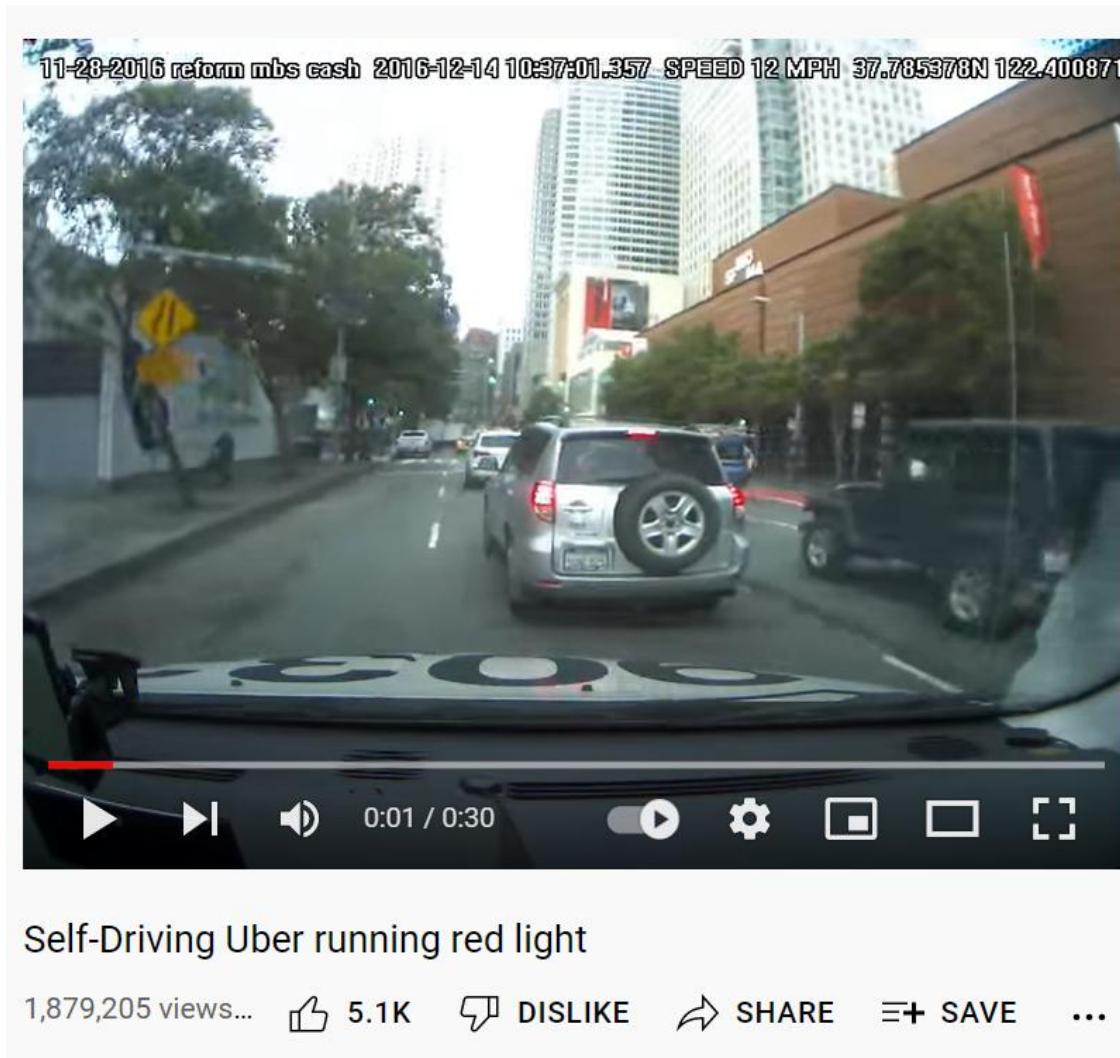 11-28-2016 reform mbs cash 2016-12-14 10:37:01.357 SPEED 12 MPH 37.785378N 122.400871
0:01 / 0:30
Self-Driving Uber running red light
1,879,205 views...
5.1K
DISLIKE
SHARE
SAVE
...